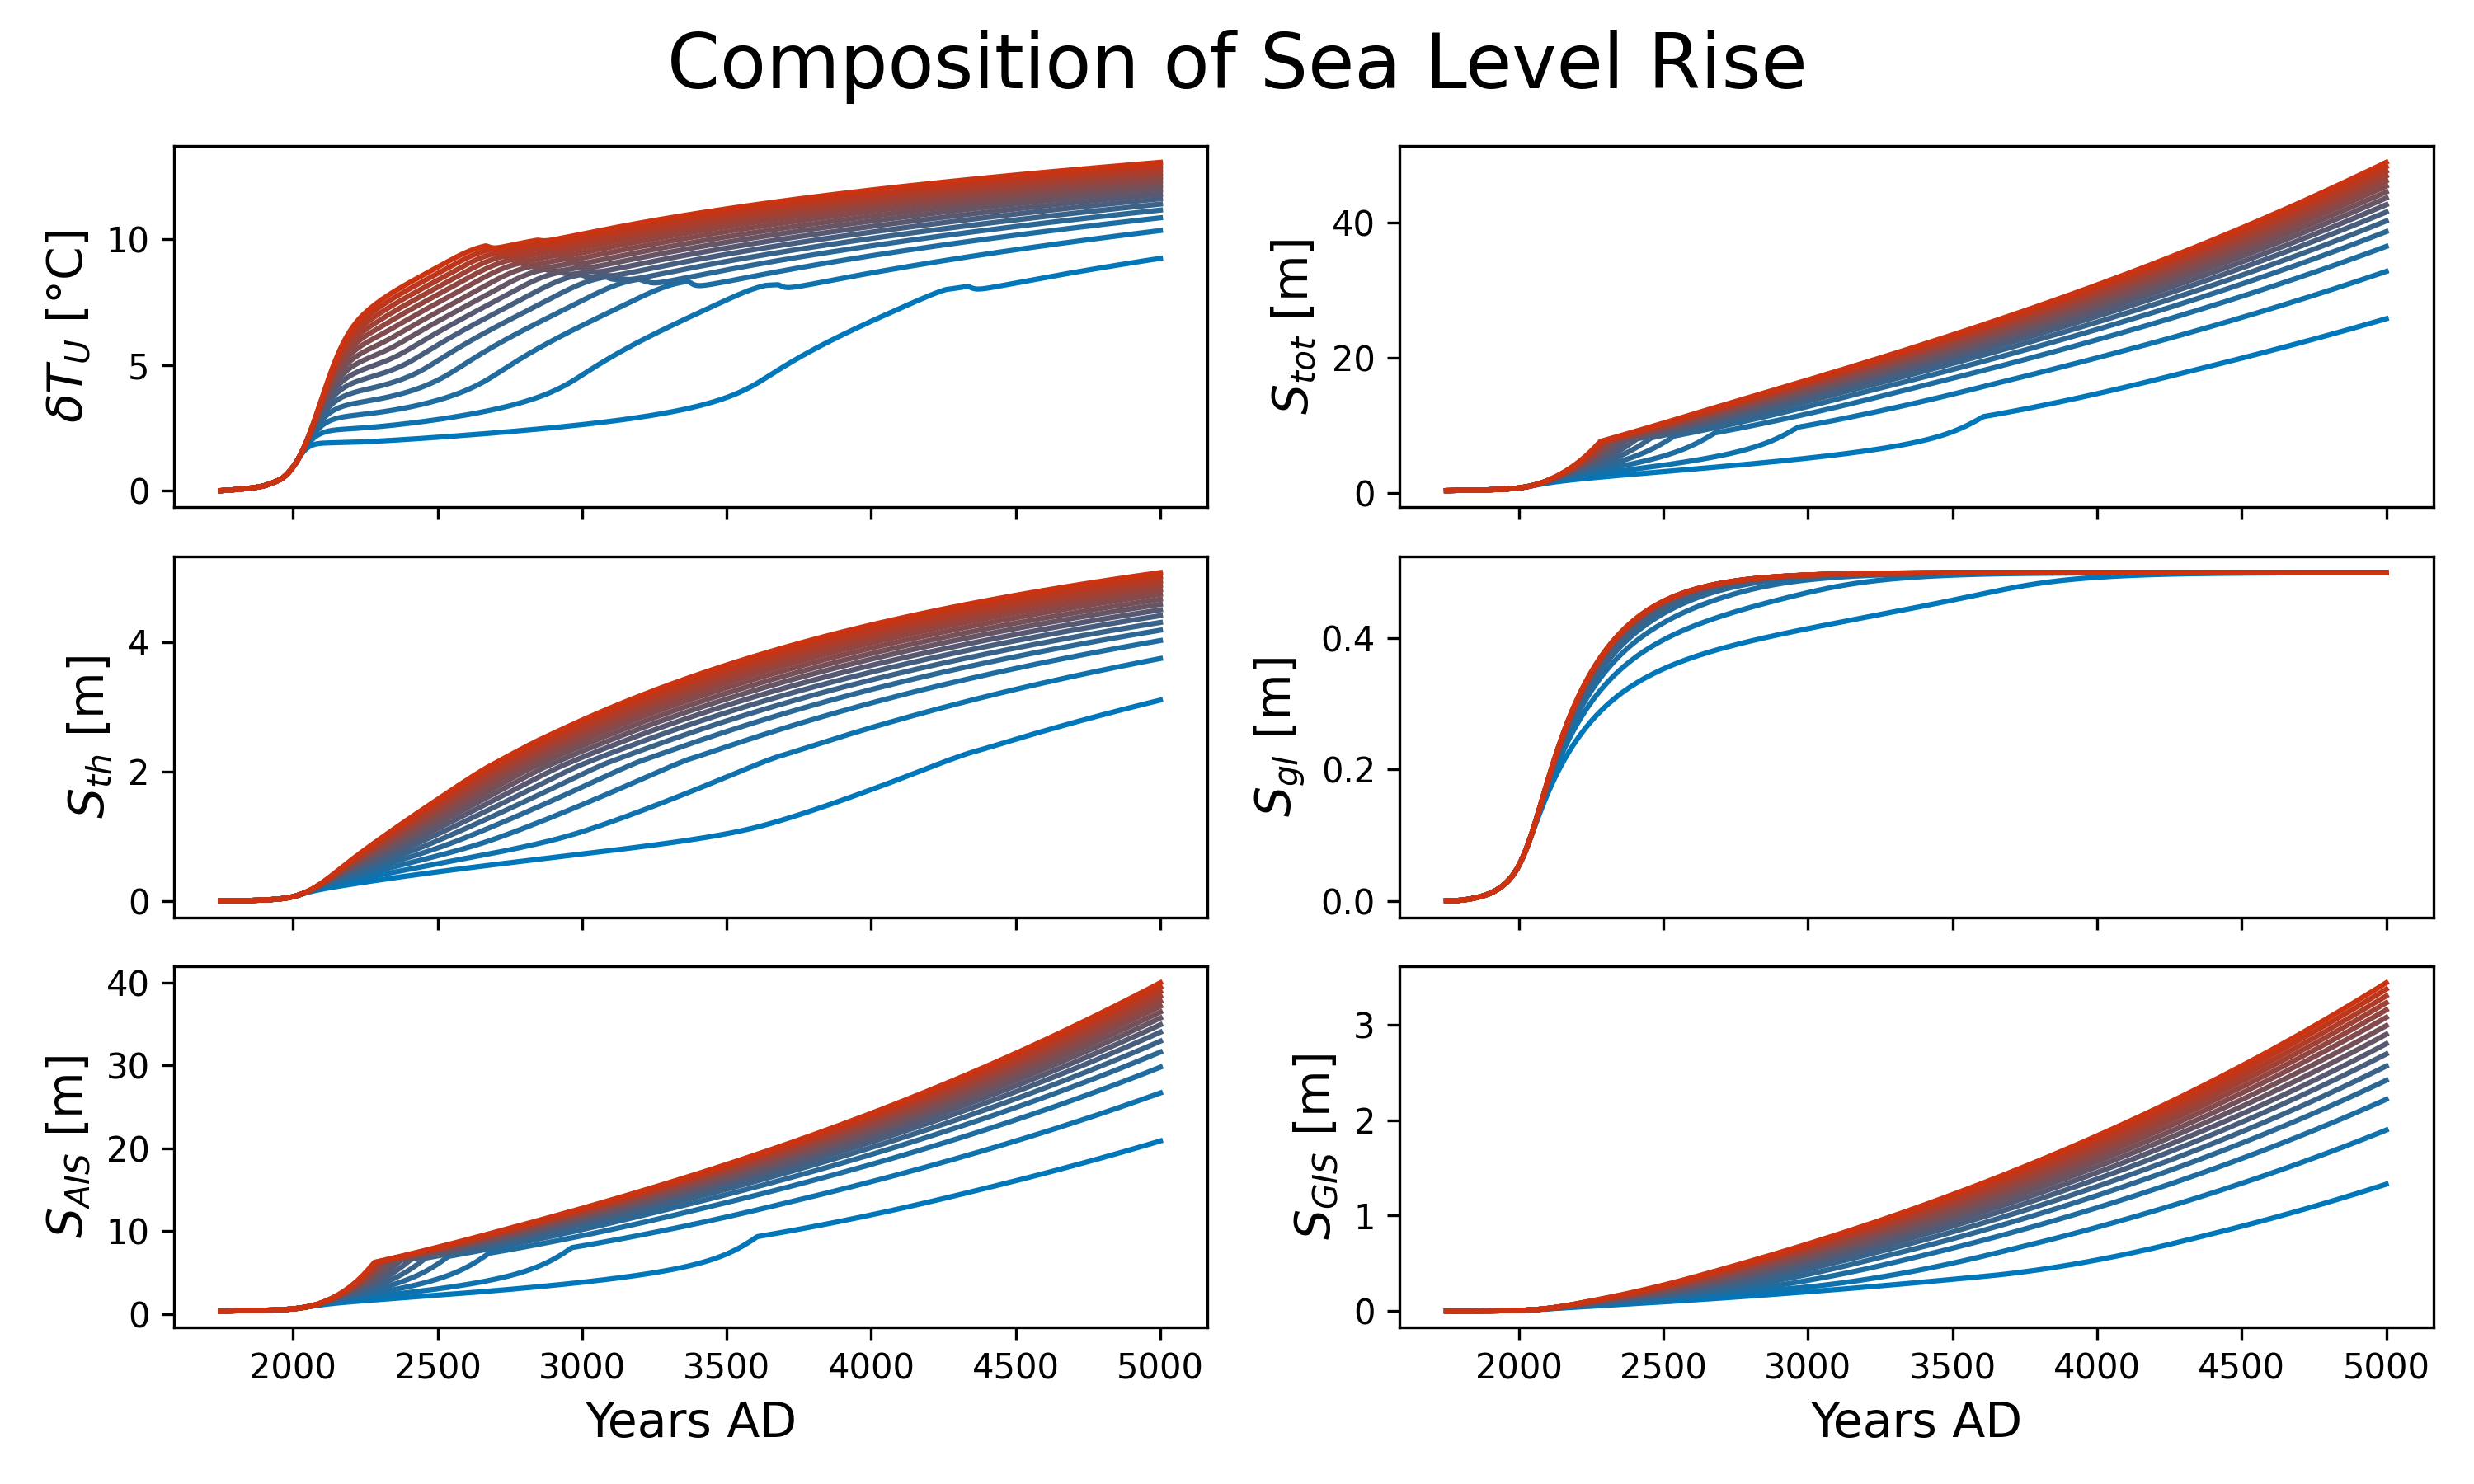 Composition of Sea Level Rise
δT_U [°C]
10
5
0
S_tot [m]
40
20
0
S_th [m]
4
2
0
S_gl [m]
0.4
0.2
0.0
S_AIS [m]
40
30
20
10
0
2000 2500 3000 3500 4000 4500 5000
Years AD
S_GIS [m]
3
2
1
0
2000 2500 3000 3500 4000 4500 5000
Years AD